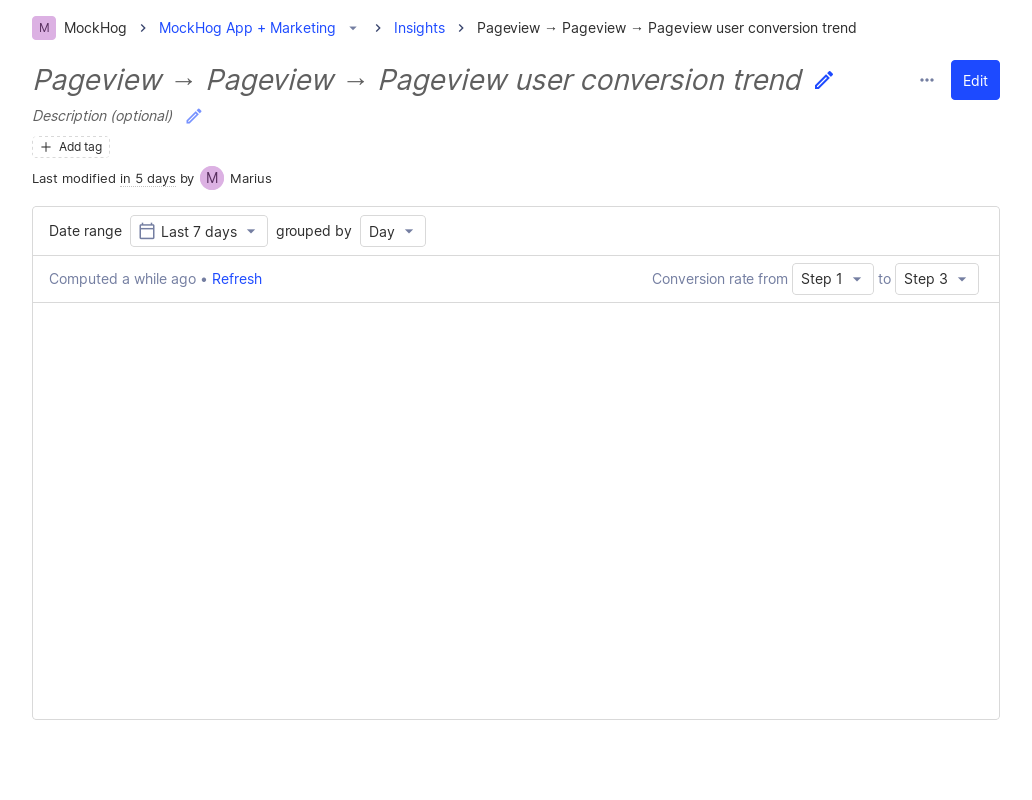 M MockHog MockHog App + Marketing Insights Pageview → Pageview → Pageview user conversion trend
Pageview → Pageview → Pageview user conversion trend
Edit
Description (optional)
Add tag
Last modified in 5 days by M Marius
Date range Last 7 days grouped by Day
Computed a while ago • Refresh Conversion rate from Step 1 to Step 3